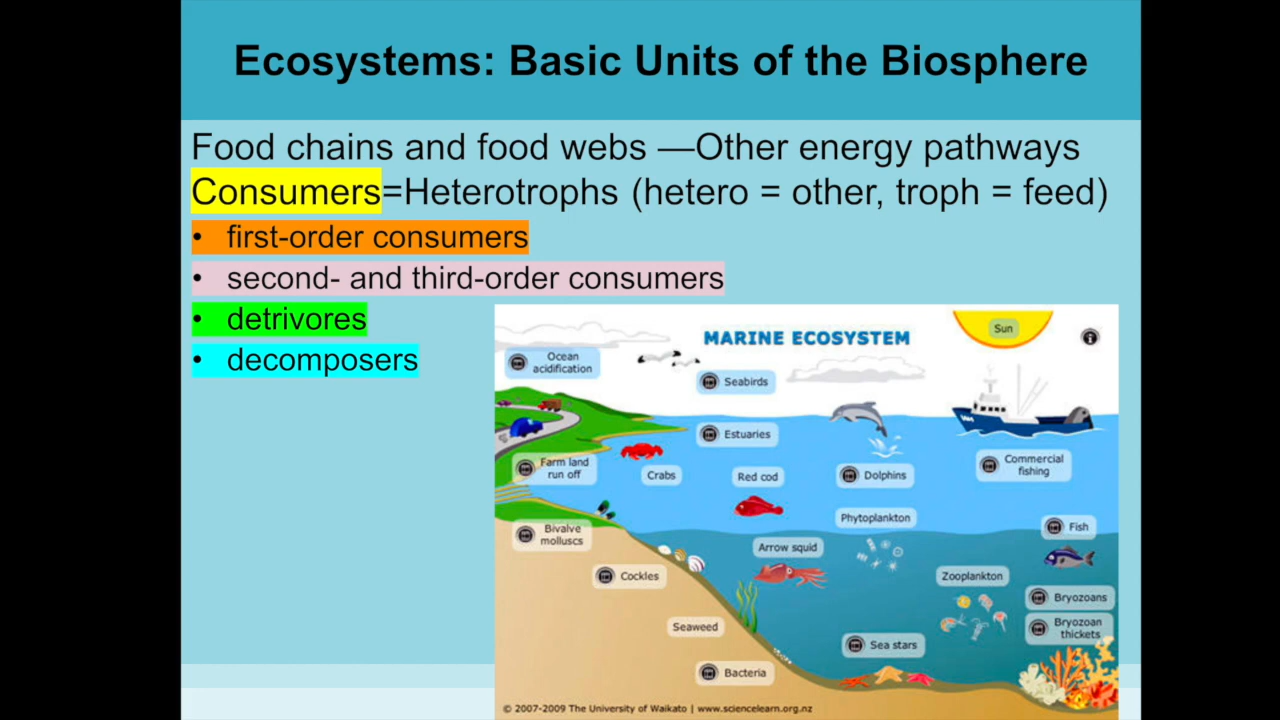 Ecosystems: Basic Units of the Biosphere
Food chains and food webs —Other energy pathways
Consumers=Heterotrophs (hetero = other, troph = feed)
• first-order consumers
• second- and third-order consumers
• detrivores
• decomposers
MARINE ECOSYSTEM
Sun
Ocean
acidification
Seabirds
Estuaries
Farm land
run off
Crabs
Red cod
Dolphins
Commercial
fishing
Phytoplankton
Fish
Bivalve
molluscs
Arrow squid
Cockles
Zooplankton
Bryozoans
Seaweed
Bryozoan
thickets
Sea stars
Bacteria
© 2007-2009 The University of Waikato | www.sciencelearn.org.nz